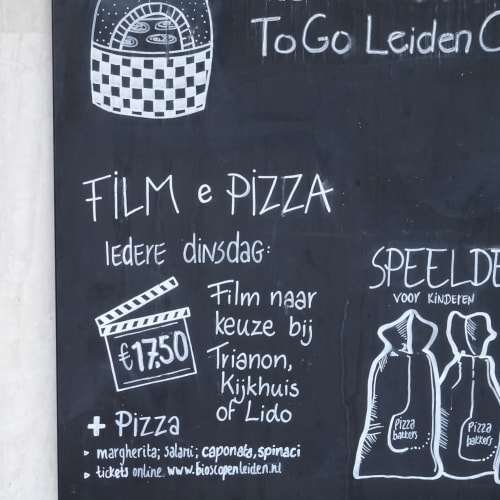 ToGo Leiden
FiLM e PiZZA
Iedere dinsdag:
SPEELDE
VOOR KINDEREN
Film naar
keuze bij
Trianon,
Kijkhuis
of Lido
€17.50
+ Pizza
margherita; salami; caponata, spinaci
tickets online. www.bioscopenleiden.nl
Pizza
bakkers
Pizza
bakkers